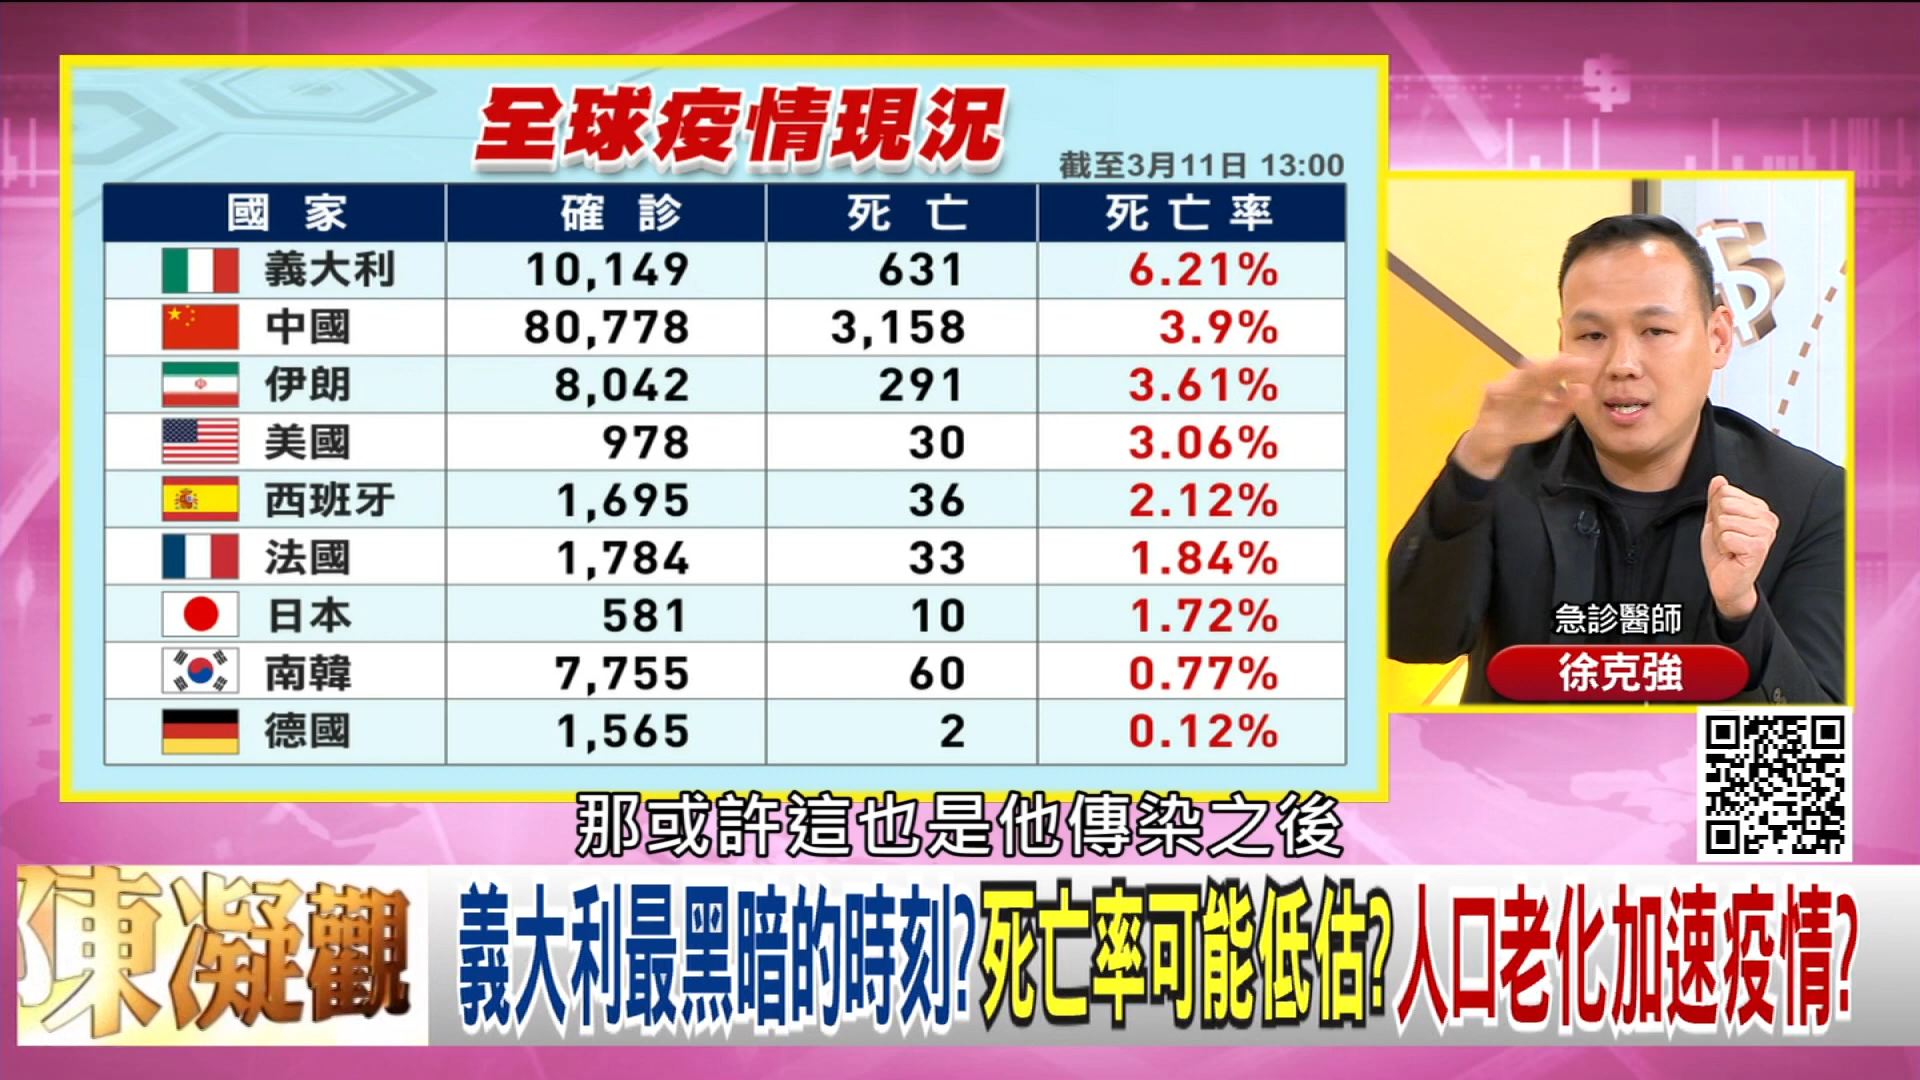 全球疫情現況
截至3月11日 13:00
國家 確診 死亡 死亡率
義大利 10,149 631 6.21%
中國 80,778 3,158 3.9%
伊朗 8,042 291 3.61%
美國 978 30 3.06%
西班牙 1,695 36 2.12%
法國 1,784 33 1.84%
日本 581 10 1.72%
南韓 7,755 60 0.77%
德國 1,565 2 0.12%
急診醫師
徐克強
那或許這也是他傳染之後
陳凝觀
義大利最黑暗的時刻?死亡率可能低估?人口老化加速疫情?